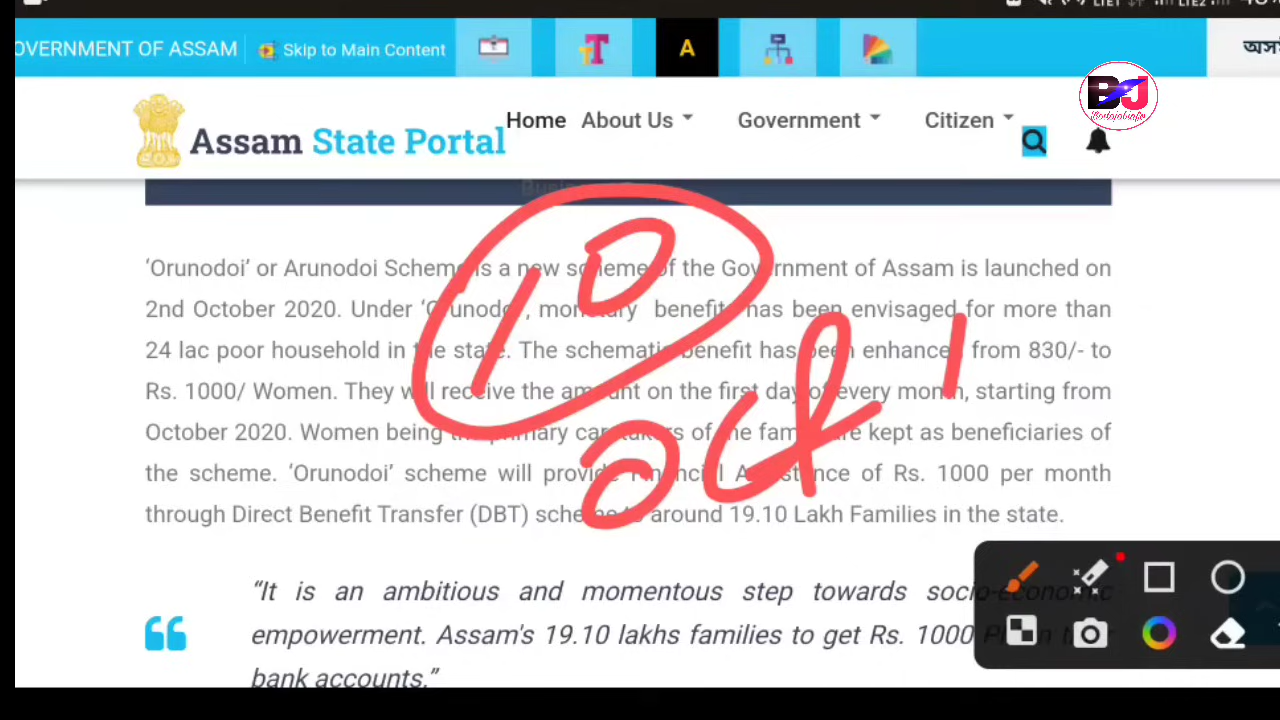 LTE1 LTE2
OVERNMENT OF ASSAM Skip to Main Content T A
BJ
Bodojobinfo
Assam State Portal Home About Us Government Citizen
‘Orunodoi’ or Arunodoi Scheme is a new scheme of the Government of Assam is launched on
2nd October 2020. Under ‘Orunodoi’, monetary benefits has been envisaged for more than
24 lac poor household in the state. The schematic benefit has been enhanced from 830/- to
Rs. 1000/ Women. They will receive the amount on the first day of every month, starting from
October 2020. Women being the primary caretakers of the family are kept as beneficiaries of
the scheme. ‘Orunodoi’ scheme will provide Financial Assistance of Rs. 1000 per month
through Direct Benefit Transfer (DBT) scheme to around 19.10 Lakh Families in the state.
10
oct'
“It is an ambitious and momentous step towards socio-economic
empowerment. Assam's 19.10 lakhs families to get Rs. 1000
bank accounts.”